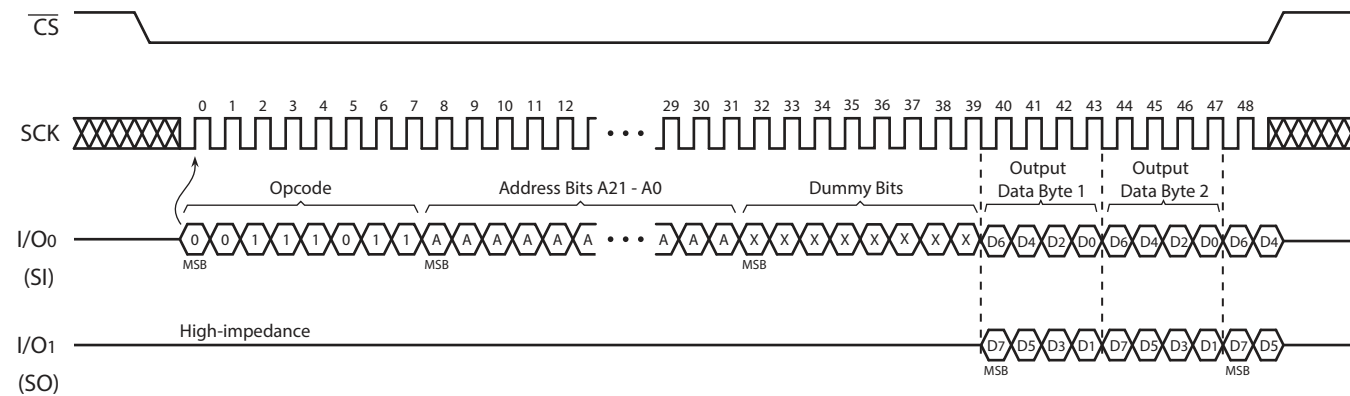 CS
0 1 2 3 4 5 6 7 8 9 10 11 12 29 30 31 32 33 34 35 36 37 38 39 40 41 42 43 44 45 46 47 48
SCK
Opcode Address Bits A21 - A0 Dummy Bits Output Data Byte 1 Output Data Byte 2
I/O0 0 0 1 1 1 0 1 1 A A A A A A A A A X X X X X X X X D6 D4 D2 D0 D6 D4 D2 D0 D6 D4
MSB MSB MSB
(SI)
High-impedance
I/O1 D7 D5 D3 D1 D7 D5 D3 D1 D7 D5
MSB MSB
(SO)